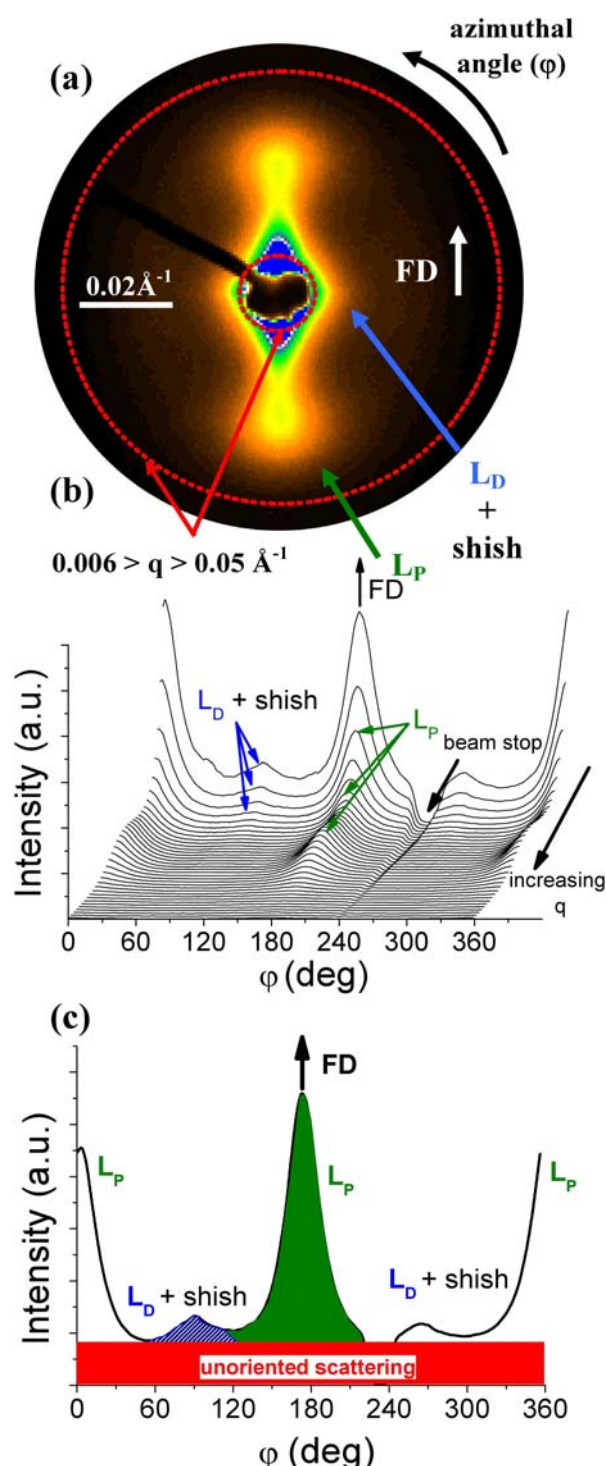 (a)
azimuthal
angle (φ)
0.02Å⁻¹
FD
L_D
+
shish
(b)
0.006 > q > 0.05 Å⁻¹
L_P
FD
L_D + shish
L_P
beam stop
Intensity (a.u.)
increasing
q
0 60 120 180 240 300 360
φ (deg)
(c)
FD
L_P
L_P
L_P
L_D + shish
L_D + shish
Intensity (a.u.)
unoriented scattering
0 60 120 180 240 300 360
φ (deg)